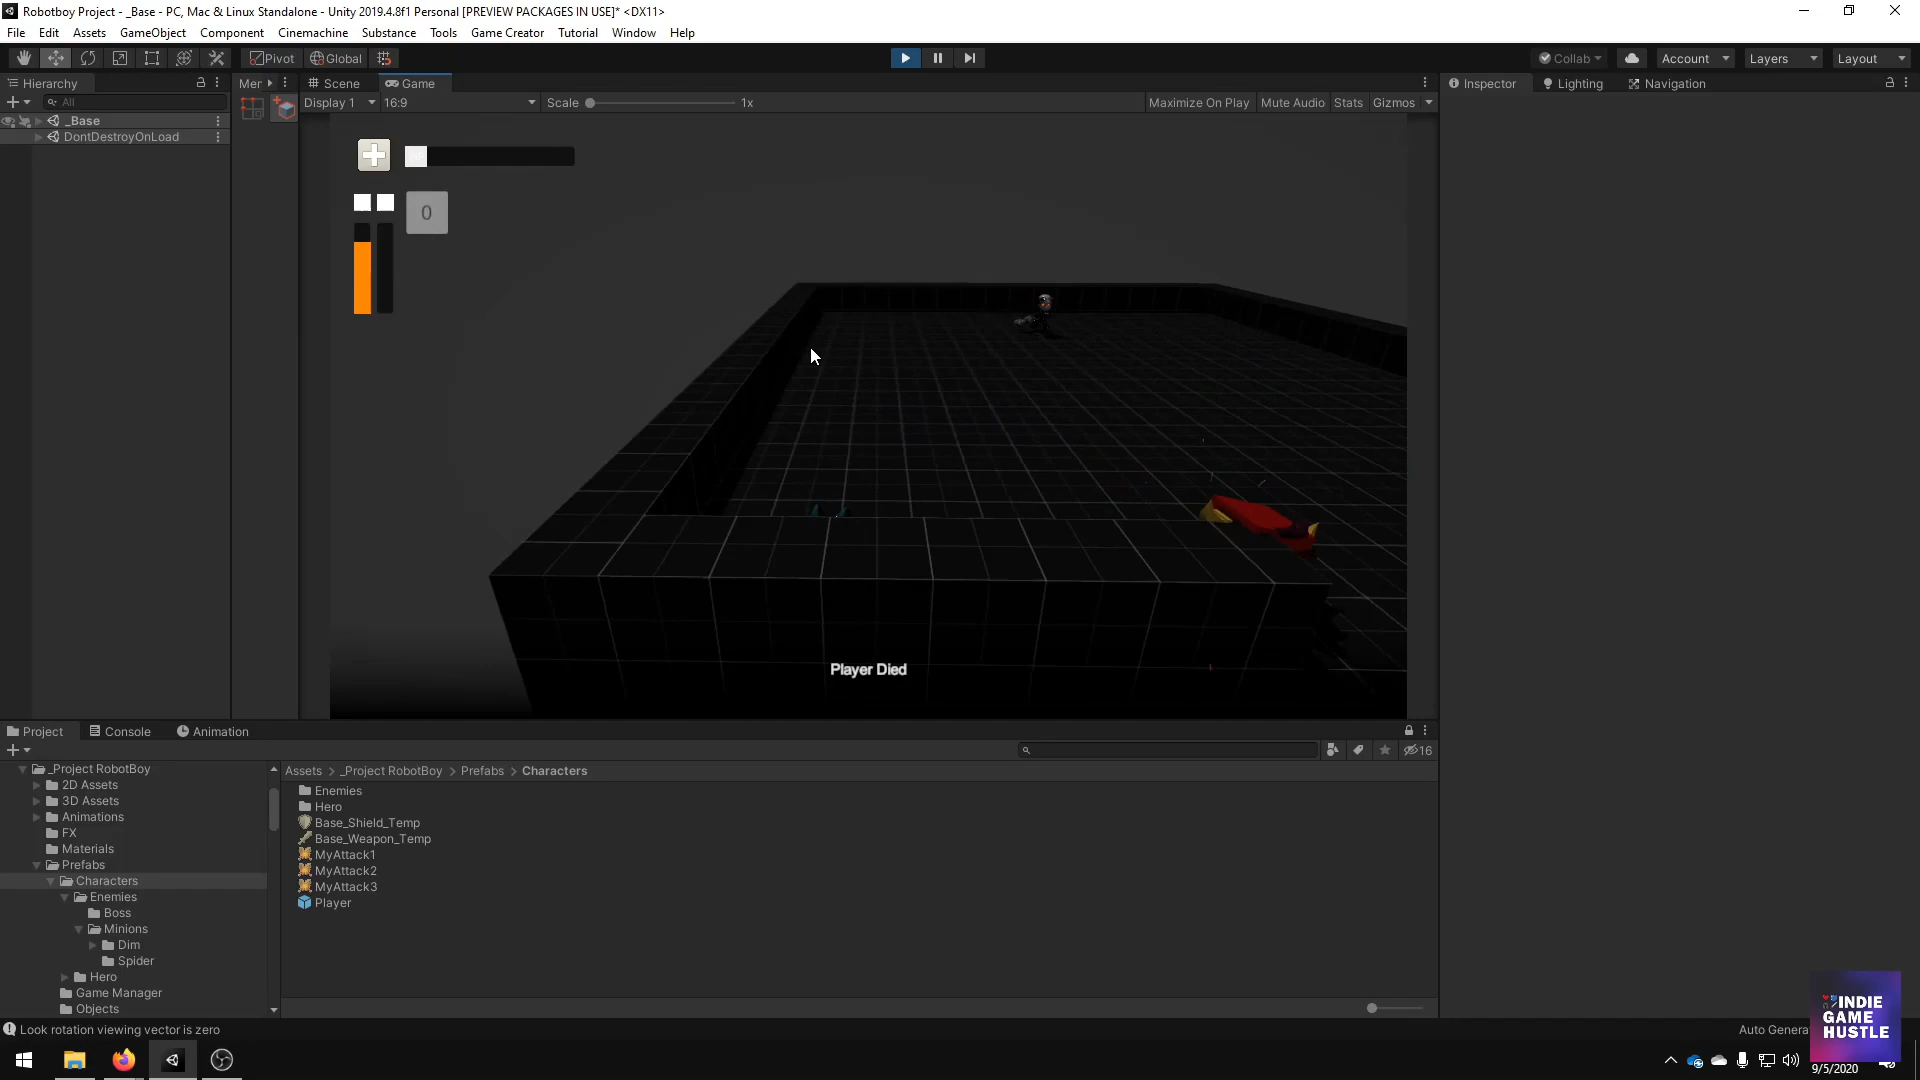 Robotboy Project - _Base - PC, Mac & Linux Standalone - Unity 2019.4.8f1 Personal [PREVIEW PACKAGES IN USE]* <DX11>
File Edit Assets GameObject Component Cinemachine Substance Tools Game Creator Tutorial Window Help
Pivot Global Collab Account Layers Layout
Hierarchy Mer Scene Game Inspector Lighting Navigation
All Display 1 16:9 Scale 1x Maximize On Play Mute Audio Stats Gizmos
_Base
DontDestroyOnLoad
0
Player Died
Project Console Animation
16
_Project RobotBoy
2D Assets
3D Assets
Animations
FX
Materials
Prefabs
Characters
Enemies
Boss
Minions
Dim
Spider
Hero
Game Manager
Objects
Assets > _Project RobotBoy > Prefabs > Characters
Enemies
Hero
Base_Shield_Temp
Base_Weapon_Temp
MyAttack1
MyAttack2
MyAttack3
Player
Look rotation viewing vector is zero
Auto Genera
INDIE
GAME
HUSTLE
9/5/2020